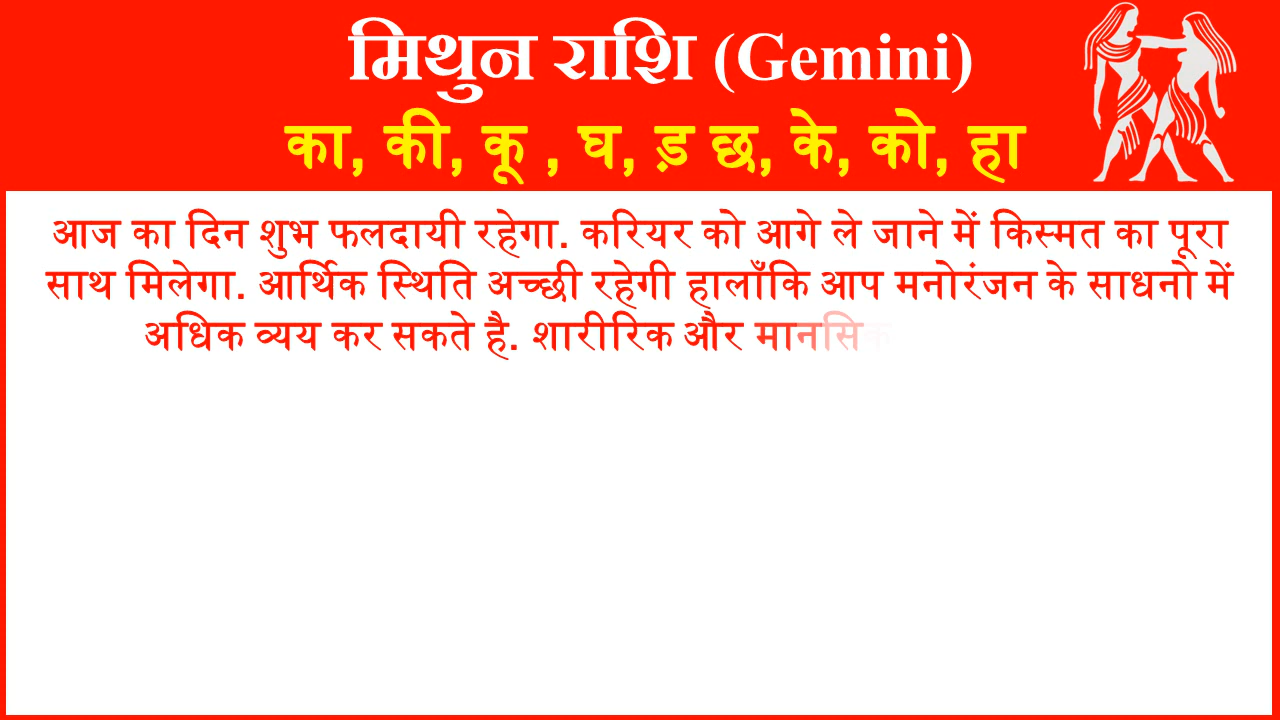 मिथुन राशि (Gemini)
का, की, कू , घ, ड़ छ, के, को, हा
आज का दिन शुभ फलदायी रहेगा. करियर को आगे ले जाने में किस्मत का पूरा
साथ मिलेगा. आर्थिक स्थिति अच्छी रहेगी हालाँकि आप मनोरंजन के साधनो में
अधिक व्यय कर सकते है. शारीरिक और मानसिक